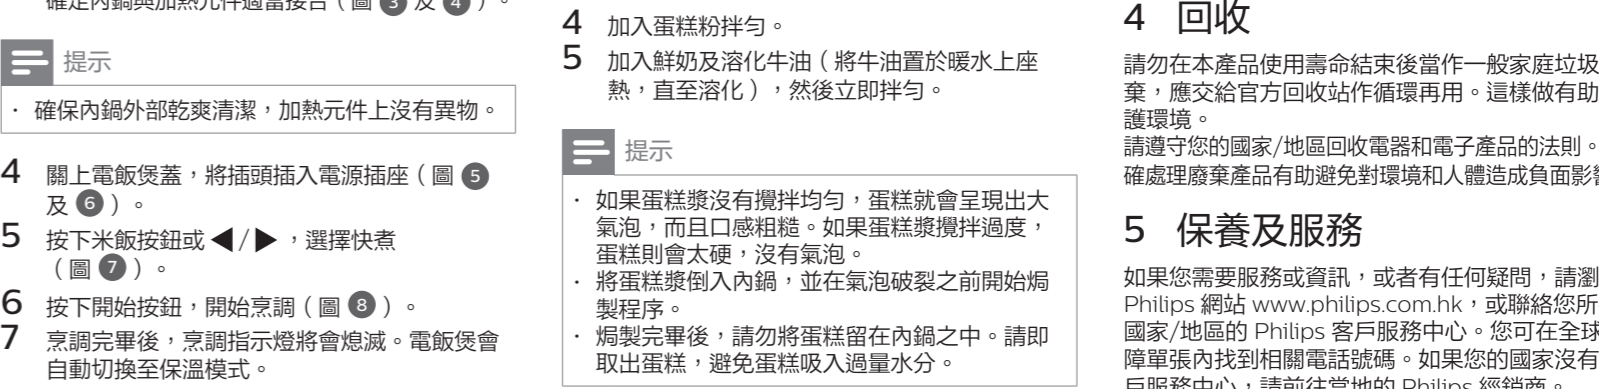 確定內鍋與加熱元件適當接合（圖 3 及 4）。
提示
· 確保內鍋外部乾爽清潔，加熱元件上沒有異物。
4 關上電飯煲蓋，將插頭插入電源插座（圖 5
及 6）。
5 按下米飯按鈕或 ◀/▶ ，選擇快煮
（圖 7）。
6 按下開始按鈕，開始烹調（圖 8）。
7 烹調完畢後，烹調指示燈將會熄滅。電飯煲會
自動切換至保溫模式。
4 加入蛋糕粉拌勻。
5 加入鮮奶及溶化牛油（將牛油置於暖水上座
熱，直至溶化），然後立即拌勻。
提示
· 如果蛋糕漿沒有攪拌均勻，蛋糕就會呈現出大
氣泡，而且口感粗糙。如果蛋糕漿攪拌過度，
蛋糕則會太硬，沒有氣泡。
· 將蛋糕漿倒入內鍋，並在氣泡破裂之前開始焗
製程序。
· 焗製完畢後，請勿將蛋糕留在內鍋之中。請即
取出蛋糕，避免蛋糕吸入過量水分。
4 回收
請勿在本產品使用壽命結束後當作一般家庭垃圾
棄，應交給官方回收站作循環再用。這樣做有助
護環境。
請遵守您的國家/地區回收電器和電子產品的法則。
確處理廢棄產品有助避免對環境和人體造成負面影響
5 保養及服務
如果您需要服務或資訊，或者有任何疑問，請瀏
Philips 網站 www.philips.com.hk，或聯絡您所
國家/地區的 Philips 客戶服務中心。您可在全球
障單張內找到相關電話號碼。如果您的國家沒有
戶服務中心，請前往當地的 Philips 經銷商。